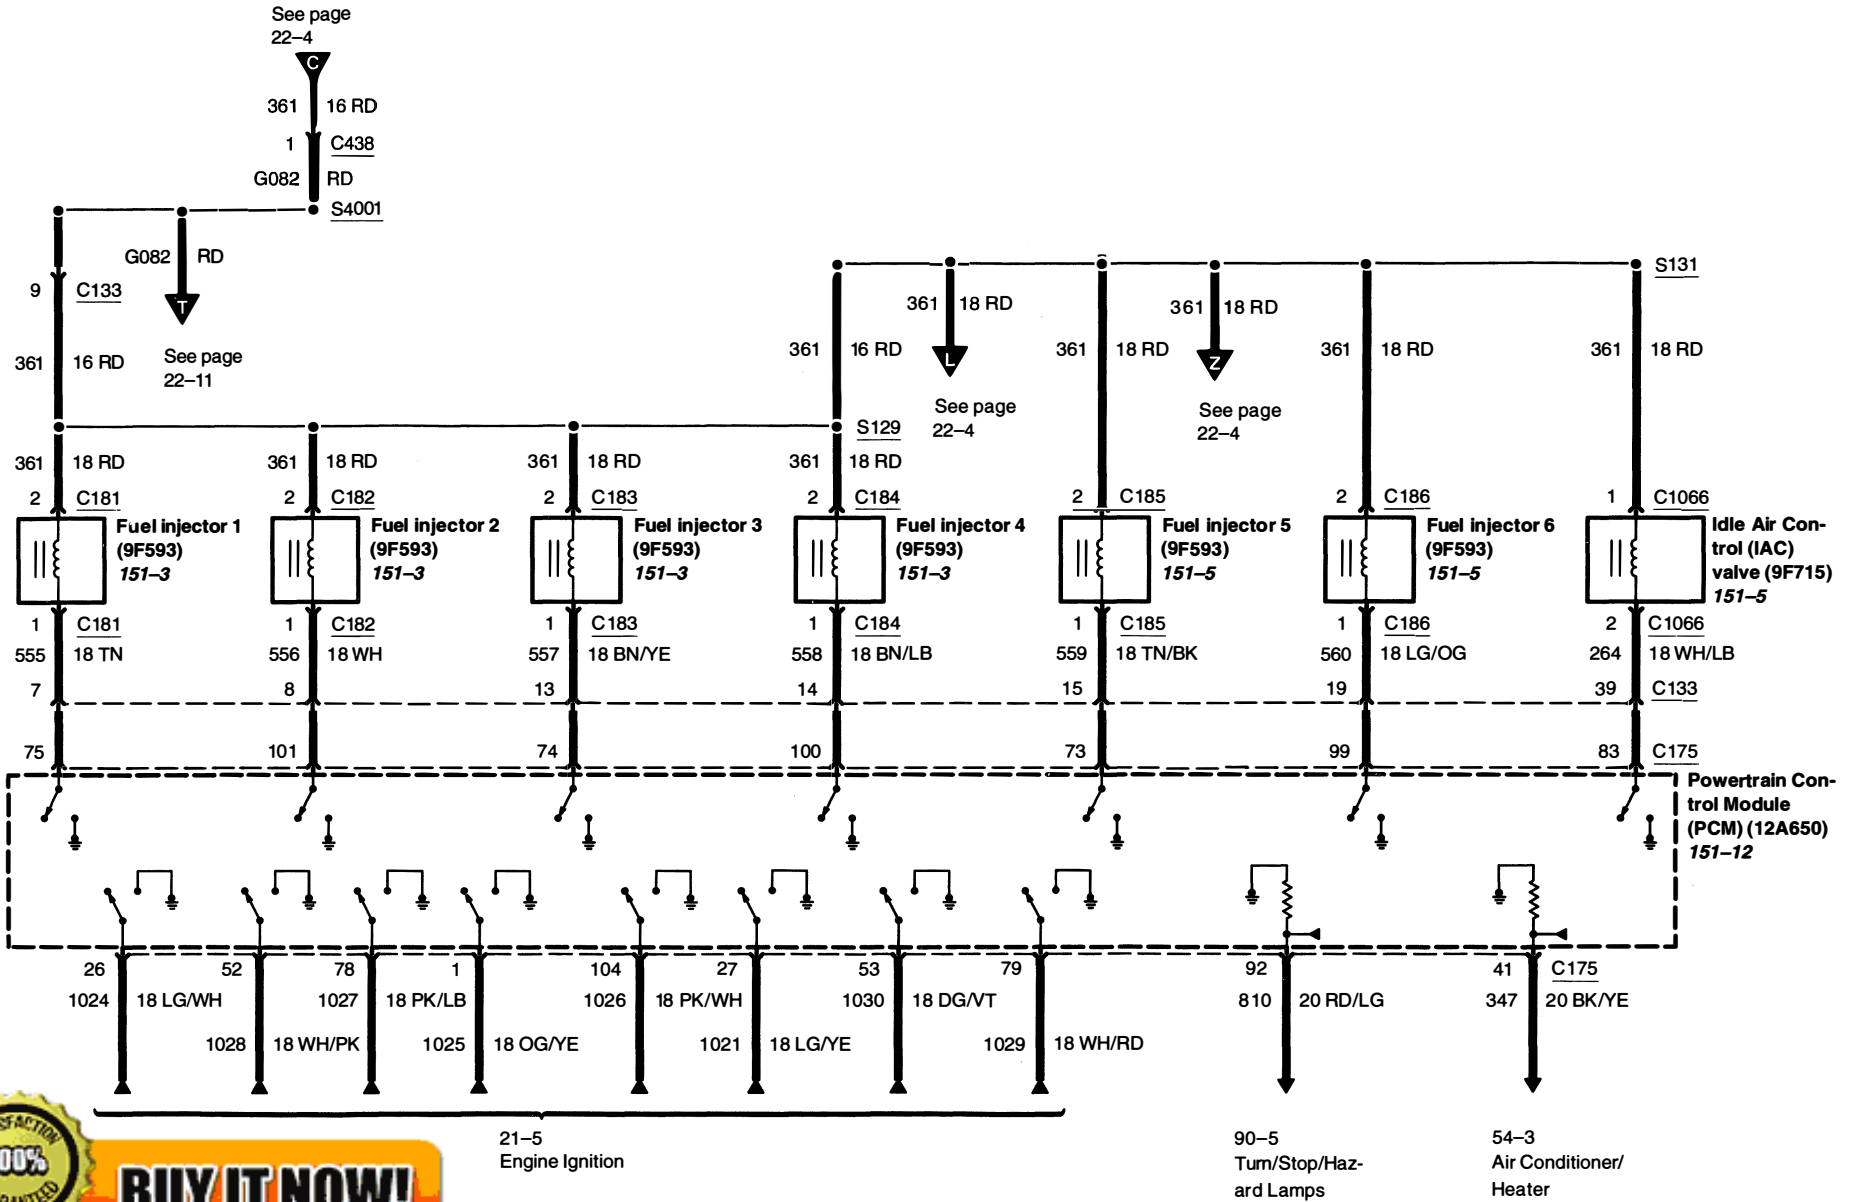 See page
22–4
C
361 16 RD
1 C438
G082 RD
S4001
G082 RD
9 C133
T
S131
361 18 RD
361 18 RD
L
Z
361 16 RD
See page
22–11
361 16 RD
361 18 RD
361 18 RD
361 18 RD
See page
22–4
See page
22–4
S129
361 18 RD
361 18 RD
361 18 RD
361 18 RD
2 C181
2 C182
2 C183
2 C184
2 C185
2 C186
1 C1066
Fuel injector 1
(9F593)
151–3
Fuel injector 2
(9F593)
151–3
Fuel injector 3
(9F593)
151–3
Fuel injector 4
(9F593)
151–3
Fuel injector 5
(9F593)
151–5
Fuel injector 6
(9F593)
151–5
Idle Air Con-
trol (IAC)
valve (9F715)
151–5
1 C181
1 C182
1 C183
1 C184
1 C185
1 C186
2 C1066
555 18 TN
556 18 WH
557 18 BN/YE
558 18 BN/LB
559 18 TN/BK
560 18 LG/OG
264 18 WH/LB
7 8 13 14 15 19 39 C133
75 101 74 100 73 99 83 C175
Powertrain Con-
trol Module
(PCM) (12A650)
151–12
26 52 78 1 104 27 53 79 92 41 C175
1024 18 LG/WH
1027 18 PK/LB
1026 18 PK/WH
1030 18 DG/VT
810 20 RD/LG
347 20 BK/YE
1028 18 WH/PK
1025 18 OG/YE
1021 18 LG/YE
1029 18 WH/RD
21–5
Engine Ignition
90–5
Turn/Stop/Haz-
ard Lamps
54–3
Air Conditioner/
Heater
BUY IT NOW!